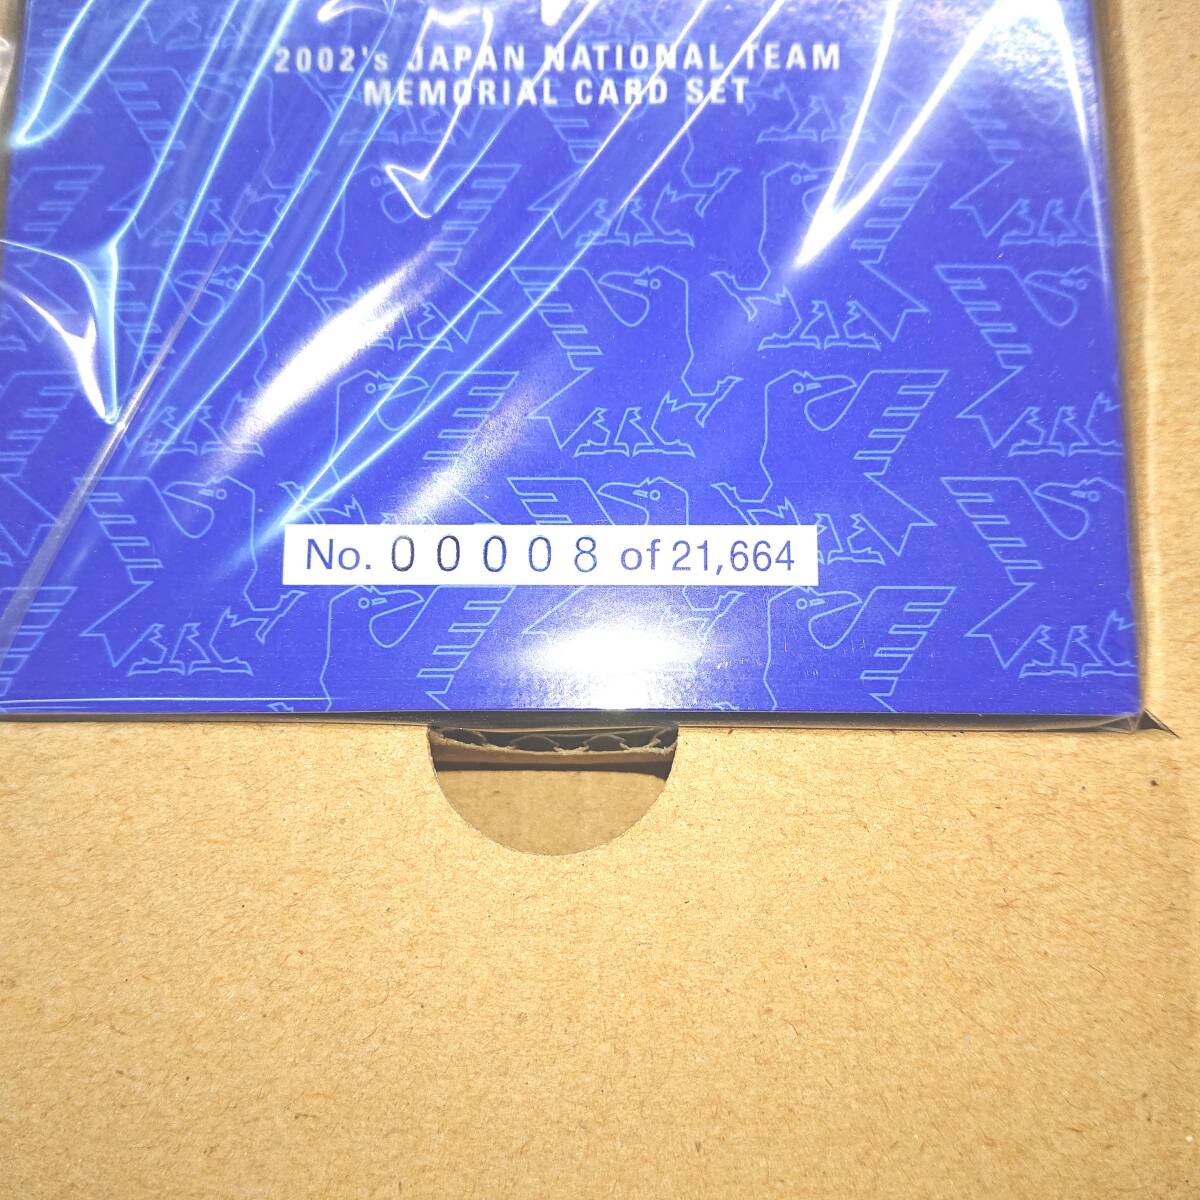 2002's JAPAN NATIONAL TEAM
MEMORIAL CARD SET
No. 00008 of 21,664